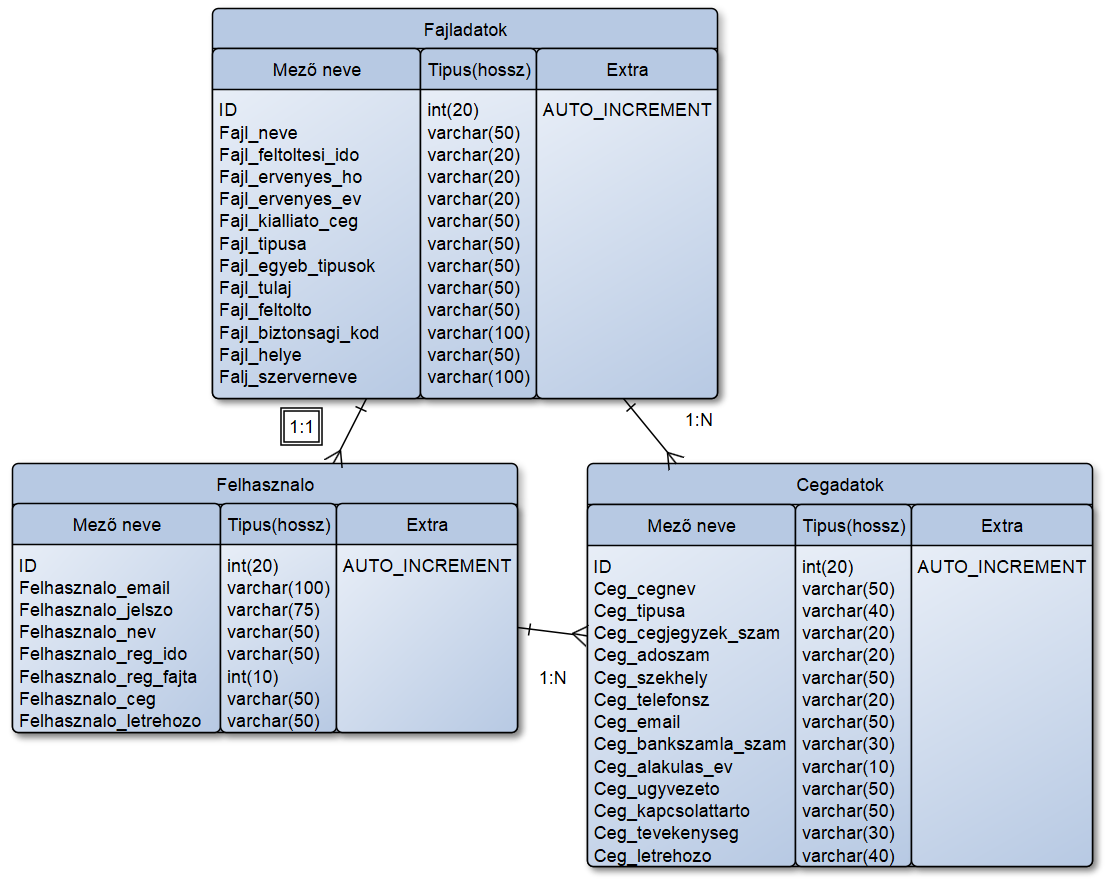 Fajladatok
Mező neve Tipus(hossz) Extra
ID int(20) AUTO_INCREMENT
Fajl_neve varchar(50)
Fajl_feltoltesi_ido varchar(20)
Fajl_ervenyes_ho varchar(20)
Fajl_ervenyes_ev varchar(20)
Fajl_kialliato_ceg varchar(50)
Fajl_tipusa varchar(50)
Fajl_egyeb_tipusok varchar(50)
Fajl_tulaj varchar(50)
Fajl_feltolto varchar(50)
Fajl_biztonsagi_kod varchar(100)
Fajl_helye varchar(50)
Falj_szerverneve varchar(100)
1:1
1:N
Felhasznalo
Mező neve Tipus(hossz) Extra
ID int(20) AUTO_INCREMENT
Felhasznalo_email varchar(100)
Felhasznalo_jelszo varchar(75)
Felhasznalo_nev varchar(50)
Felhasznalo_reg_ido varchar(50)
Felhasznalo_reg_fajta int(10)
Felhasznalo_ceg varchar(50)
Felhasznalo_letrehozo varchar(50)
1:N
Cegadatok
Mező neve Tipus(hossz) Extra
ID int(20) AUTO_INCREMENT
Ceg_cegnev varchar(50)
Ceg_tipusa varchar(40)
Ceg_cegjegyzek_szam varchar(20)
Ceg_adoszam varchar(20)
Ceg_szekhely varchar(50)
Ceg_telefonsz varchar(20)
Ceg_email varchar(50)
Ceg_bankszamla_szam varchar(30)
Ceg_alakulas_ev varchar(10)
Ceg_ugyvezeto varchar(50)
Ceg_kapcsolattarto varchar(50)
Ceg_tevekenyseg varchar(30)
Ceg_letrehozo varchar(40)